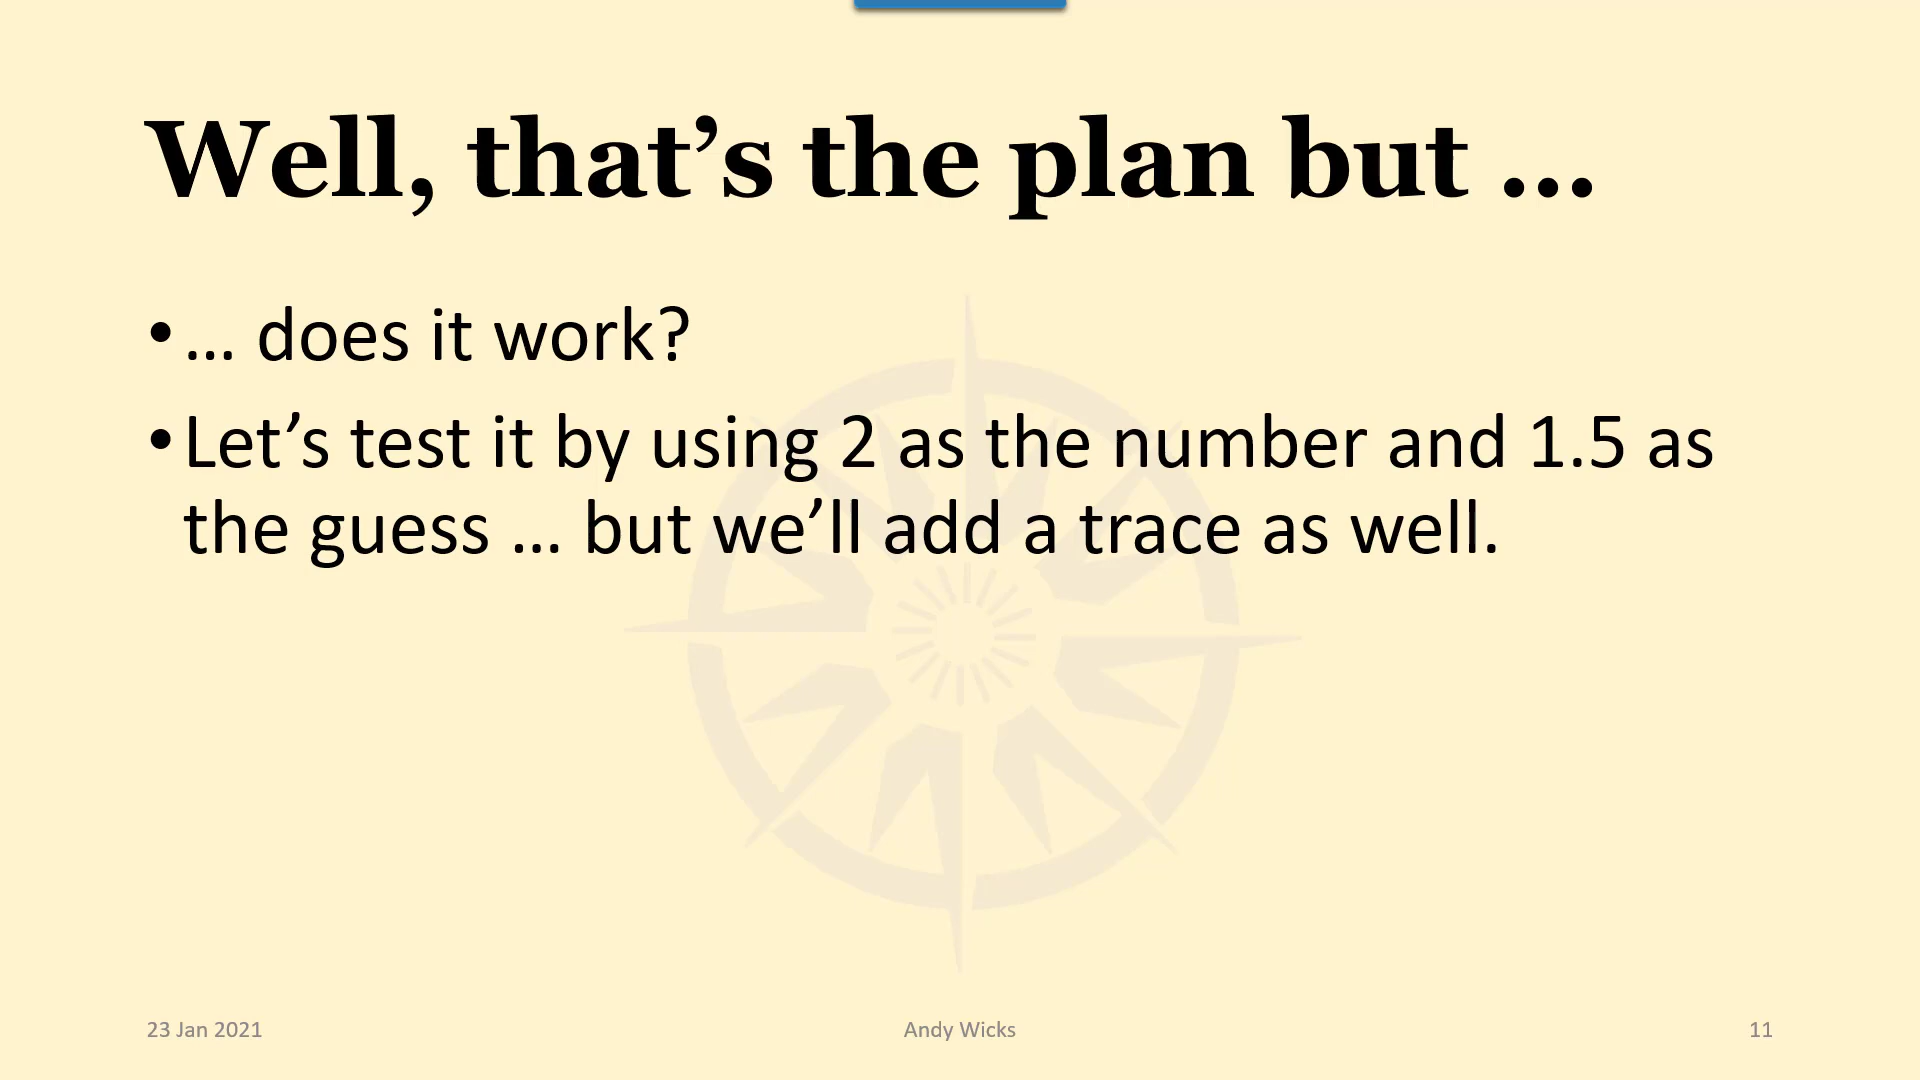 Well, that’s the plan but …
• … does it work?
• Let’s test it by using 2 as the number and 1.5 as
the guess … but we’ll add a trace as well.
23 Jan 2021
Andy Wicks
11